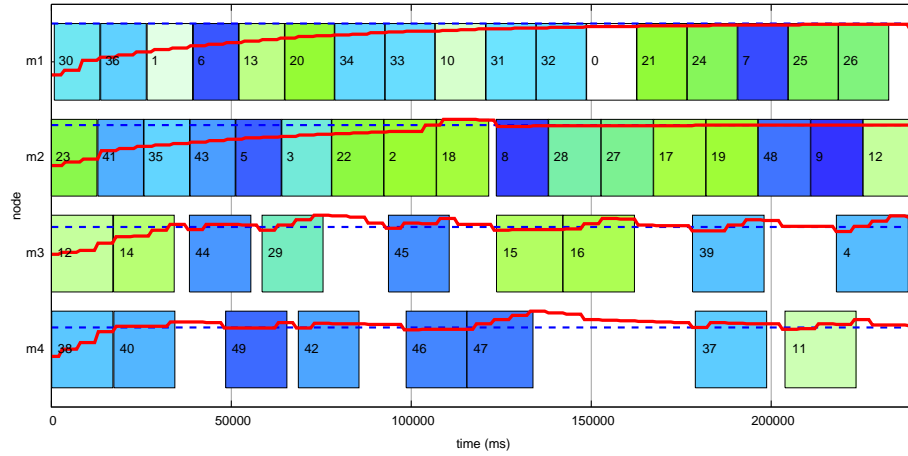 m1 30 36 1 6 13 20 34 33 10 31 32 0 21 24 7 25 26
m2 23 41 35 43 5 3 22 2 18 8 28 27 17 19 48 9 12
node
m3 12 14 44 29 45 15 16 39 4
m4 38 40 49 42 46 47 37 11
0 50000 100000 150000 200000
time (ms)